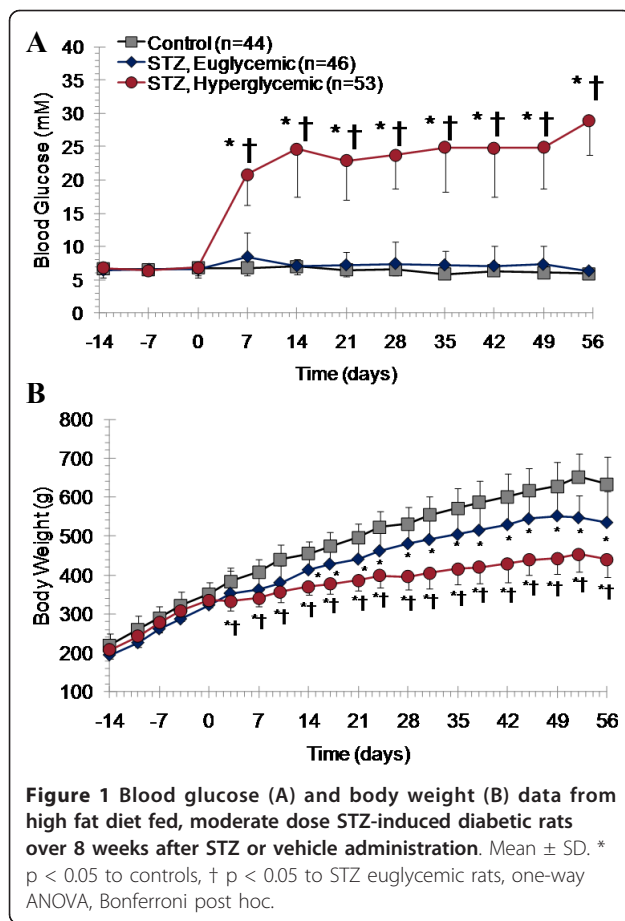 A
Control (n=44)
STZ, Euglycemic (n=46)
STZ, Hyperglycemic (n=53)
40
35
30
25
20
15
10
5
0
Blood Glucose (mM)
*† *† *† *† *† *† *† *†
-14 -7 0 7 14 21 28 35 42 49 56
Time (days)
B
800
700
600
500
400
300
200
100
Body Weight (g)
* * * * * * * * * * * * *
*† *† *† *† *† *† *† *† *† *† *† *† *† *† *† *†
-14 -7 0 7 14 21 28 35 42 49 56
Time (days)
Figure 1 Blood glucose (A) and body weight (B) data from
high fat diet fed, moderate dose STZ-induced diabetic rats
over 8 weeks after STZ or vehicle administration. Mean ± SD. *
p < 0.05 to controls, † p < 0.05 to STZ euglycemic rats, one-way
ANOVA, Bonferroni post hoc.